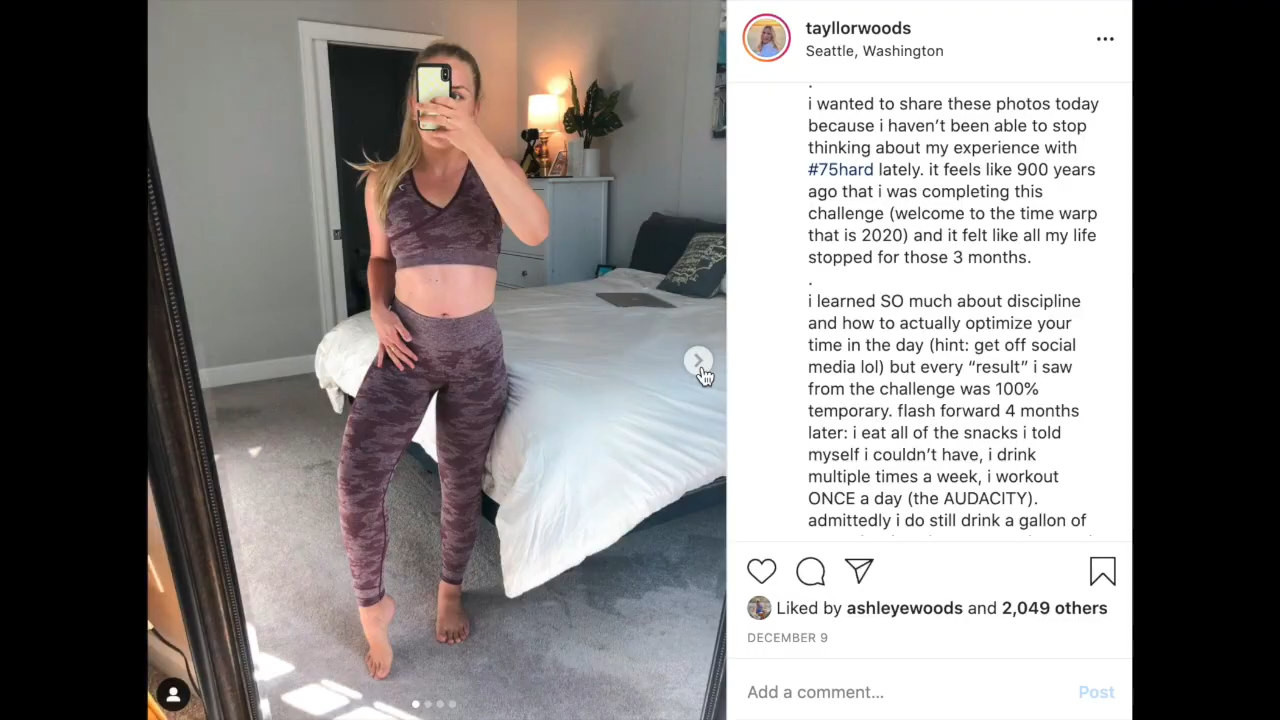 tayllorwoods
Seattle, Washington
.
i wanted to share these photos today
because i haven’t been able to stop
thinking about my experience with
#75hard lately. it feels like 900 years
ago that i was completing this
challenge (welcome to the time warp
that is 2020) and it felt like all my life
stopped for those 3 months.
.
i learned SO much about discipline
and how to actually optimize your
time in the day (hint: get off social
media lol) but every “result” i saw
from the challenge was 100%
temporary. flash forward 4 months
later: i eat all of the snacks i told
myself i couldn’t have, i drink
multiple times a week, i workout
ONCE a day (the AUDACITY).
admittedly i do still drink a gallon of
Liked by ashleyewoods and 2,049 others
DECEMBER 9
Add a comment...
Post